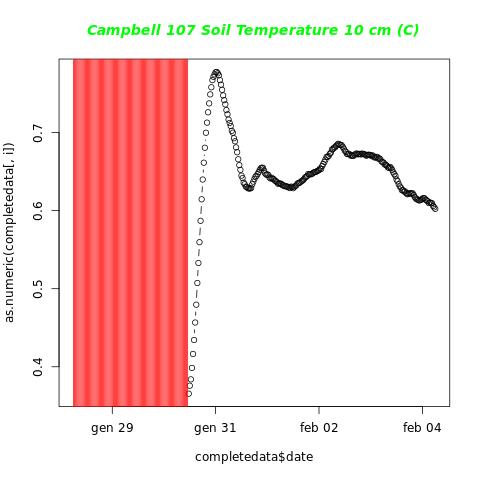 Campbell 107 Soil Temperature 10 cm (C)
as.numeric(completedata[, i])
0.7
0.6
0.5
0.4
gen 29
gen 31
feb 02
feb 04
completedata$date